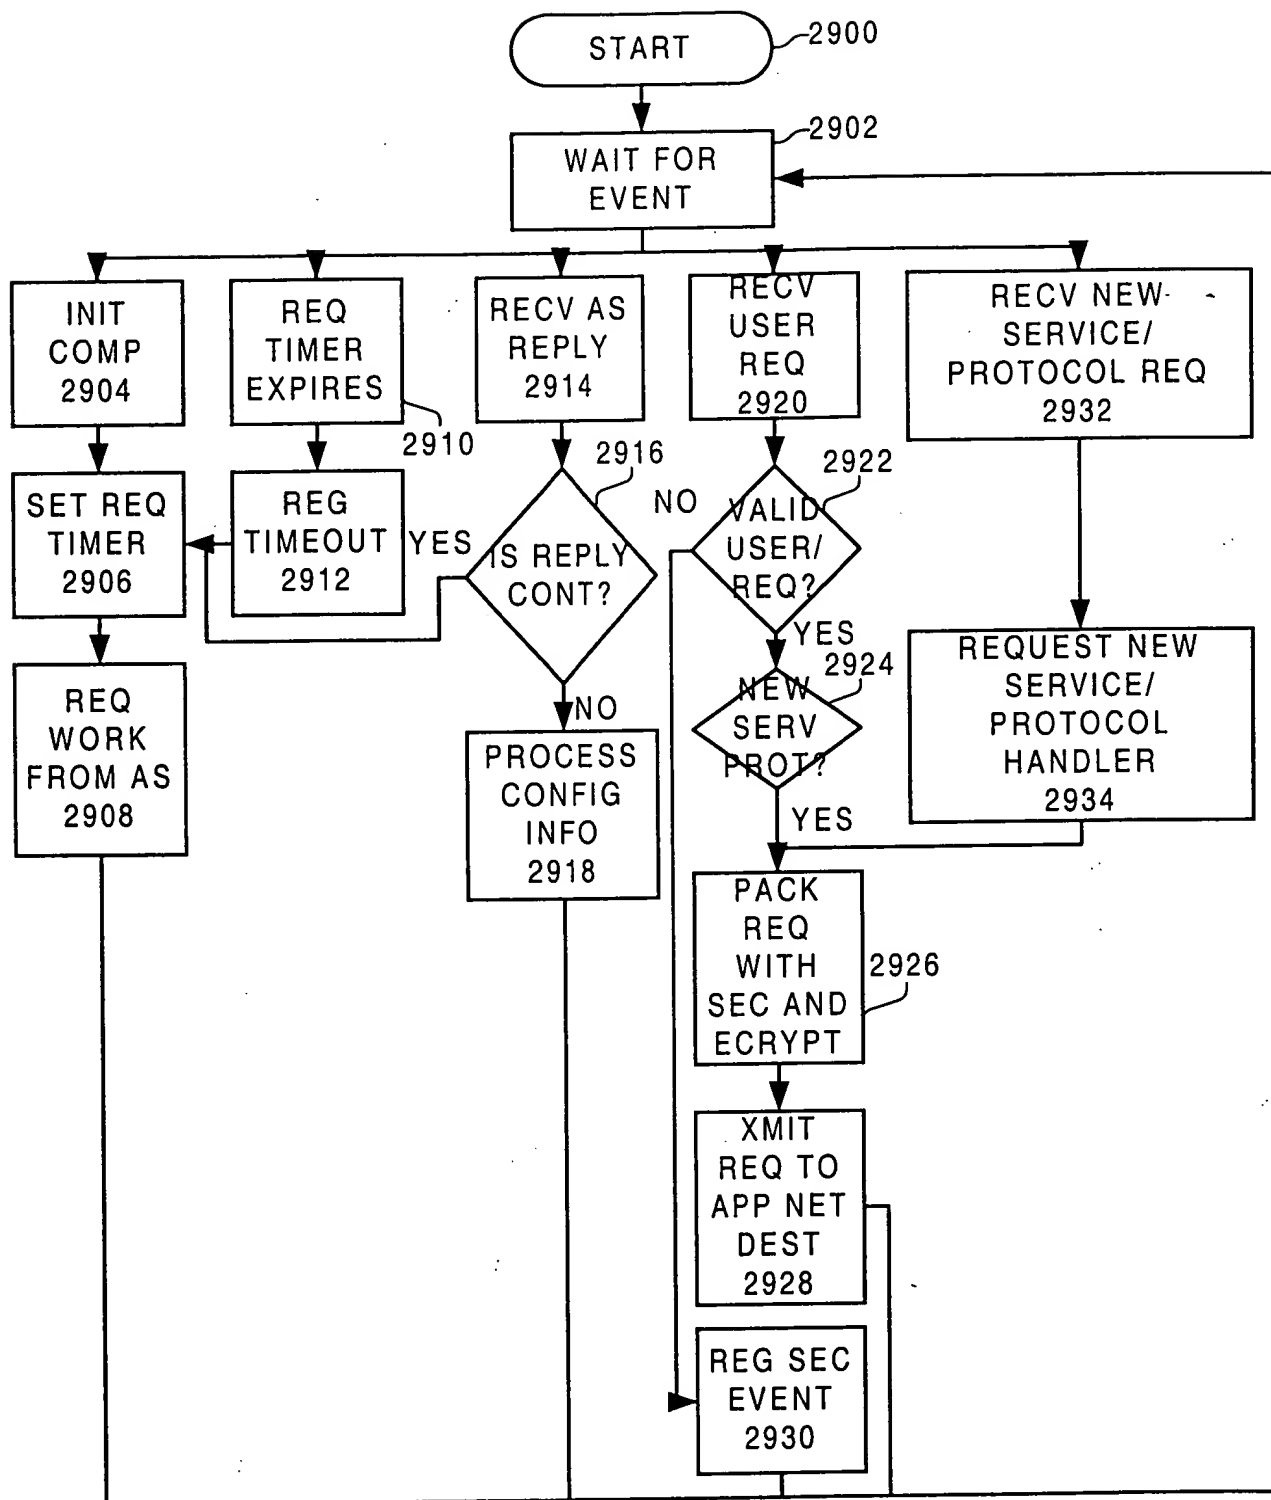 START
2900
WAIT FOR
EVENT
2902
INIT
COMP
2904
REQ
TIMER
EXPIRES
2910
RECV AS
REPLY
2914
RECV
USER
REQ
2920
RECV NEW
SERVICE/
PROTOCOL REQ
2932
SET REQ
TIMER
2906
REG
TIMEOUT
2912
YES
IS REPLY
CONT?
2916
NO
VALID
USER/
REQ?
2922
YES
REQ
WORK
FROM AS
2908
NO
PROCESS
CONFIG
INFO
2918
NEW
SERV
PROT?
2924
YES
REQUEST NEW
SERVICE/
PROTOCOL
HANDLER
2934
PACK
REQ
WITH
SEC AND
ECRYPT
2926
XMIT
REQ TO
APP NET
DEST
2928
REG SEC
EVENT
2930